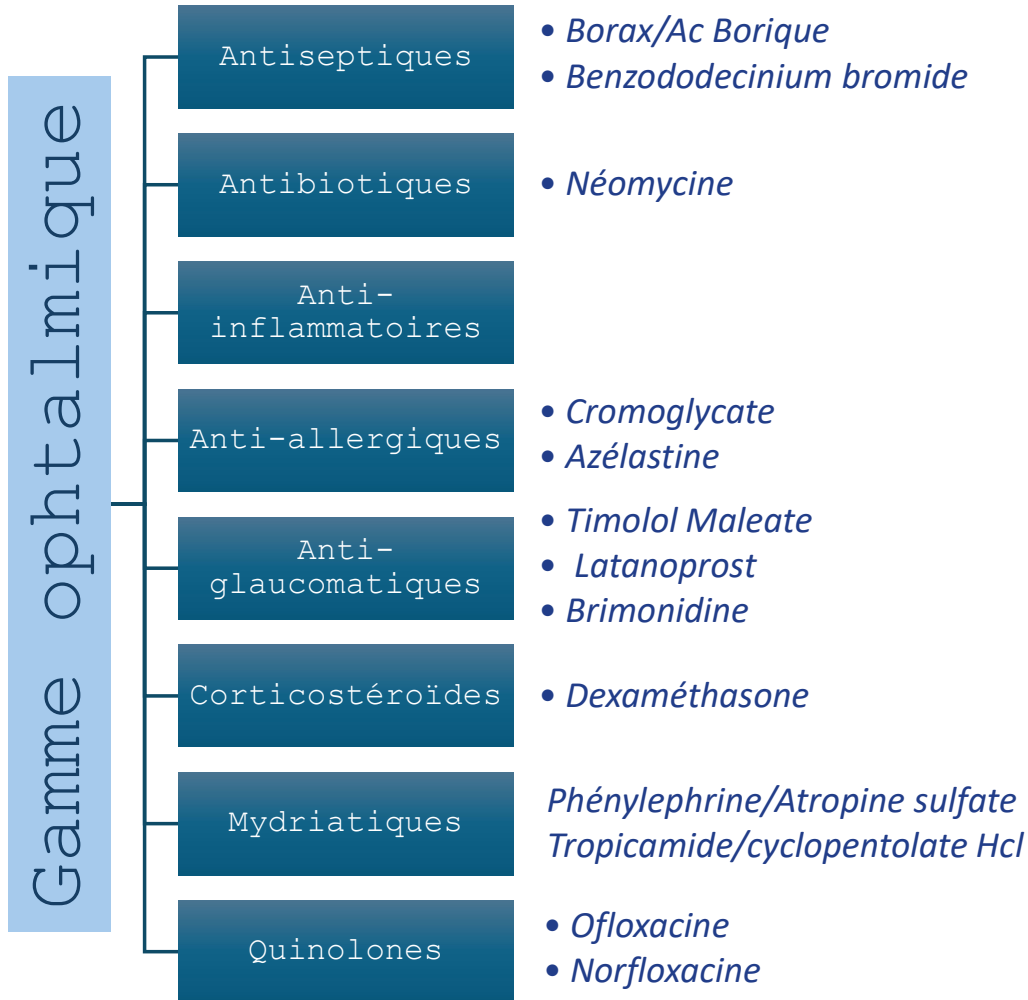 Gamme ophtalmique
Antiseptiques
• Borax/Ac Borique
• Benzododecinium bromide
Antibiotiques
• Néomycine
Anti-
inflammatoires
Anti-allergiques
• Cromoglycate
• Azélastine
Anti-
glaucomatiques
• Timolol Maleate
• Latanoprost
• Brimonidine
Corticostéroïdes
• Dexaméthasone
Mydriatiques
Phénylephrine/Atropine sulfate
Tropicamide/cyclopentolate Hcl
Quinolones
• Ofloxacine
• Norfloxacine